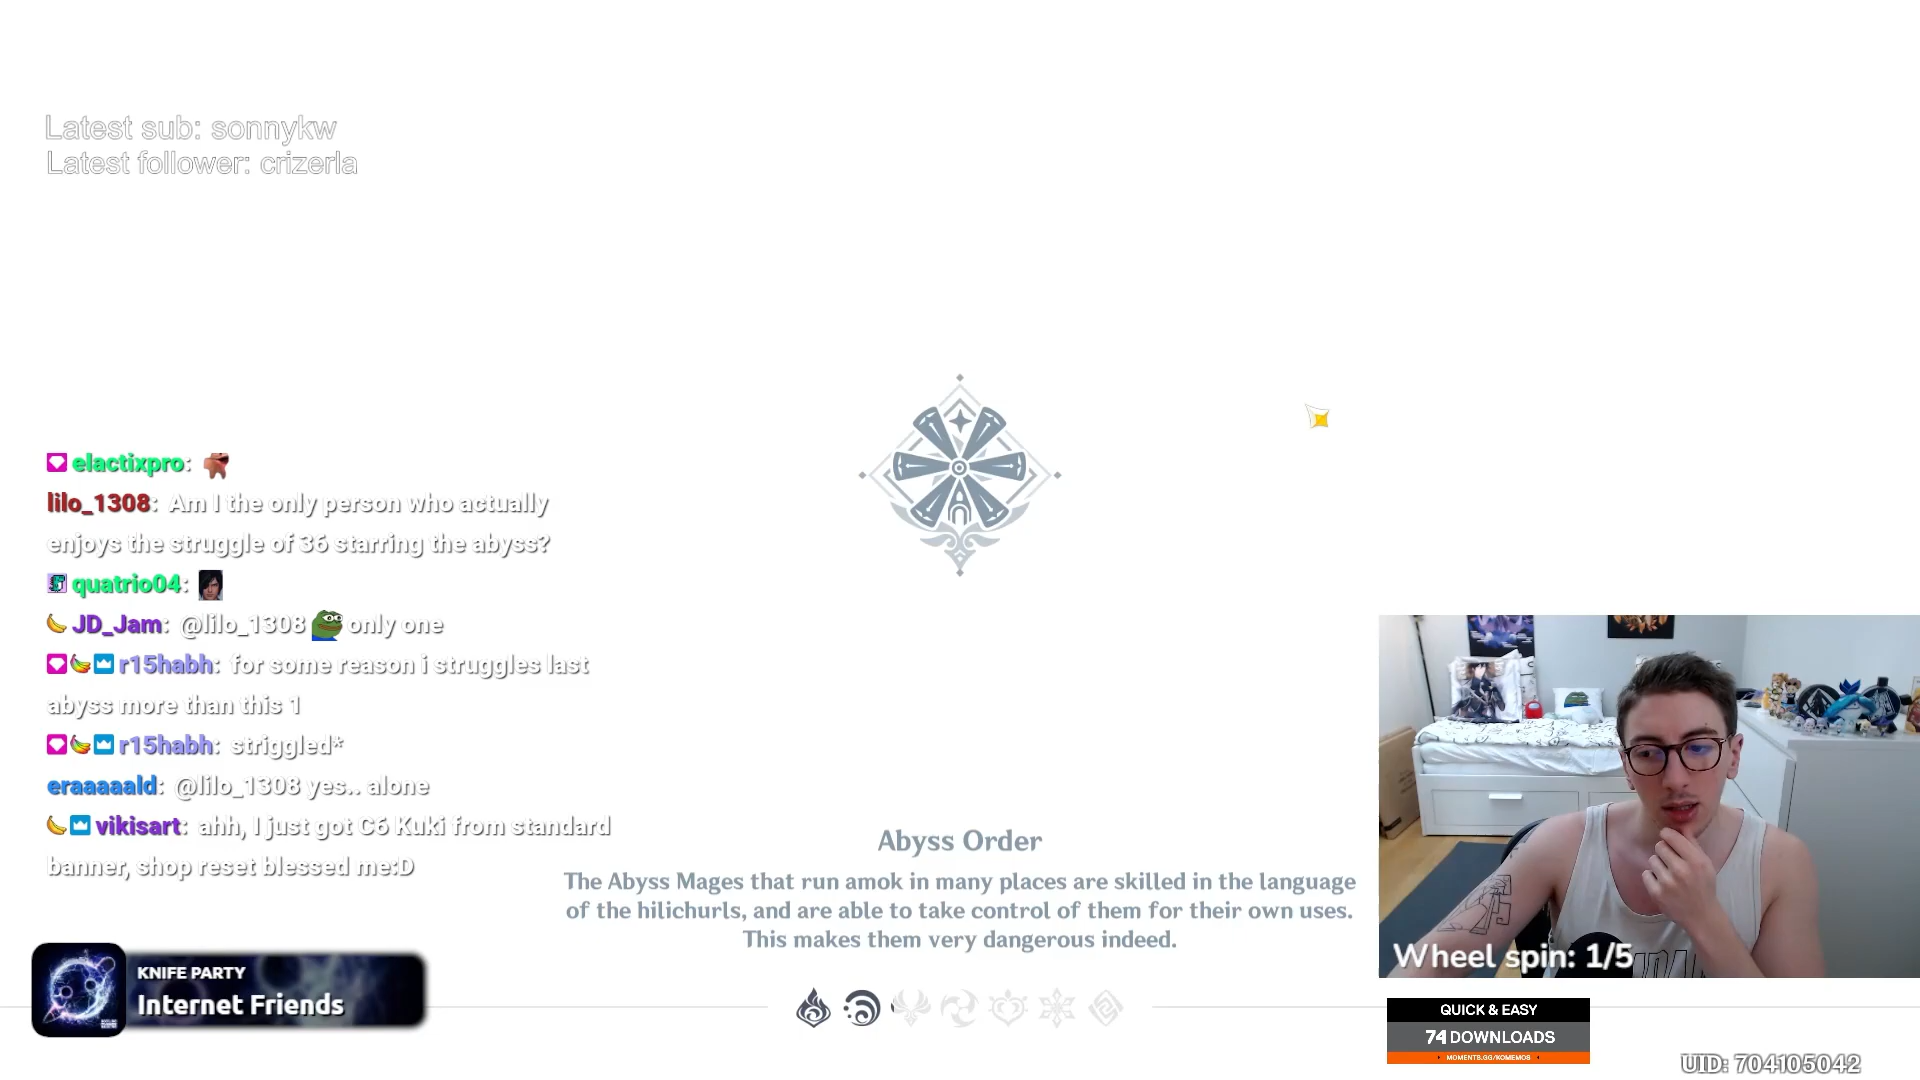 Latest sub: sonnykw
Latest follower: crizerla
elactixpro:
lilo_1308: Am I the only person who actually
enjoys the struggle of 36 starring the abyss?
quatrio04:
JD_Jam: @lilo_1308 only one
r15habh: for some reason i struggles last
abyss more than this 1
r15habh: striggled*
eraaaaald: @lilo_1308 yes.. alone
vikisart: ahh, I just got C6 Kuki from standard
banner, shop reset blessed me:D
Abyss Order
The Abyss Mages that run amok in many places are skilled in the language
of the hilichurls, and are able to take control of them for their own uses.
This makes them very dangerous indeed.
KNIFE PARTY
Internet Friends
Wheel spin: 1/5
QUICK & EASY
74 DOWNLOADS
MOMENTS.GG/KOMEMOS
UID: 704105042